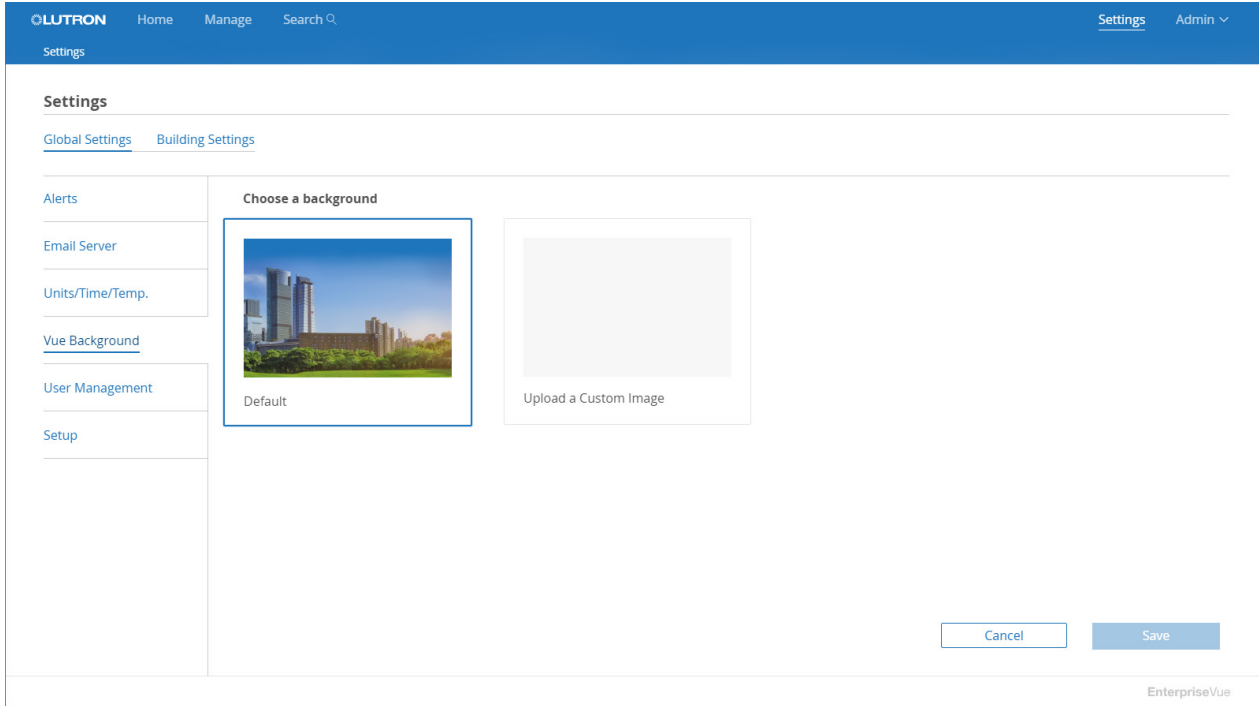 LUTRON Home Manage Search Settings Admin
Settings
Settings
Global Settings Building Settings
Alerts
Choose a background
Email Server
Units/Time/Temp.
Vue Background
User Management
Default
Upload a Custom Image
Setup
Cancel Save
EnterpriseVue